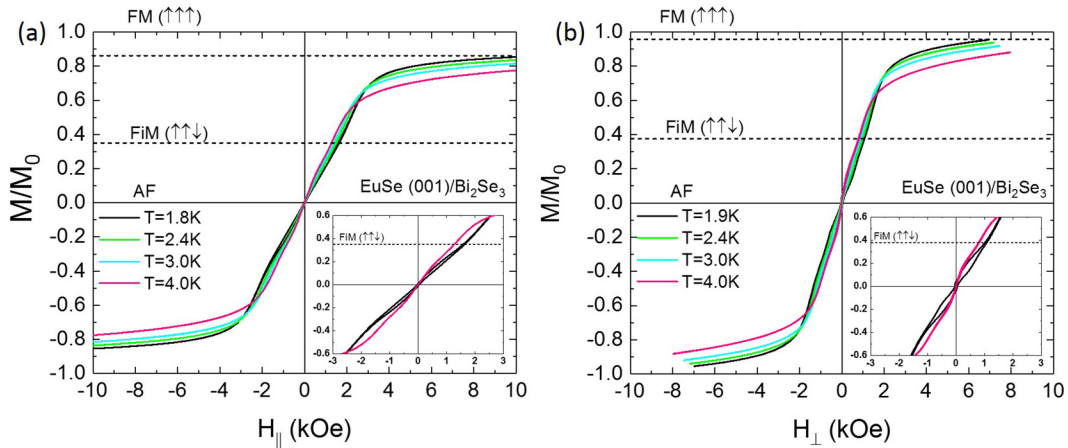 (a)
FM (↑↑↑)
FiM (↑↑↓)
AF
EuSe (001)/Bi₂Se₃
T=1.8K
T=2.4K
T=3.0K
T=4.0K
M/M₀
1.0
0.8
0.6
0.4
0.2
0.0
-0.2
-0.4
-0.6
-0.8
-1.0
-10 -8 -6 -4 -2 0 2 4 6 8 10
H∥ (kOe)
FiM (↑↑↓)
0.6
0.4
0.2
0.0
-0.2
-0.4
-0.6
-3 -2 -1 0 1 2 3
(b)
FM (↑↑↑)
FiM (↑↑↓)
AF
EuSe (001)/Bi₂Se₃
T=1.9K
T=2.4K
T=3.0K
T=4.0K
M/M₀
1.0
0.8
0.6
0.4
0.2
0.0
-0.2
-0.4
-0.6
-0.8
-1.0
-10 -8 -6 -4 -2 0 2 4 6 8 10
H⊥ (kOe)
FiM (↑↑↓)
0.6
0.4
0.2
0.0
-0.2
-0.4
-0.6
-3 -2 -1 0 1 2 3